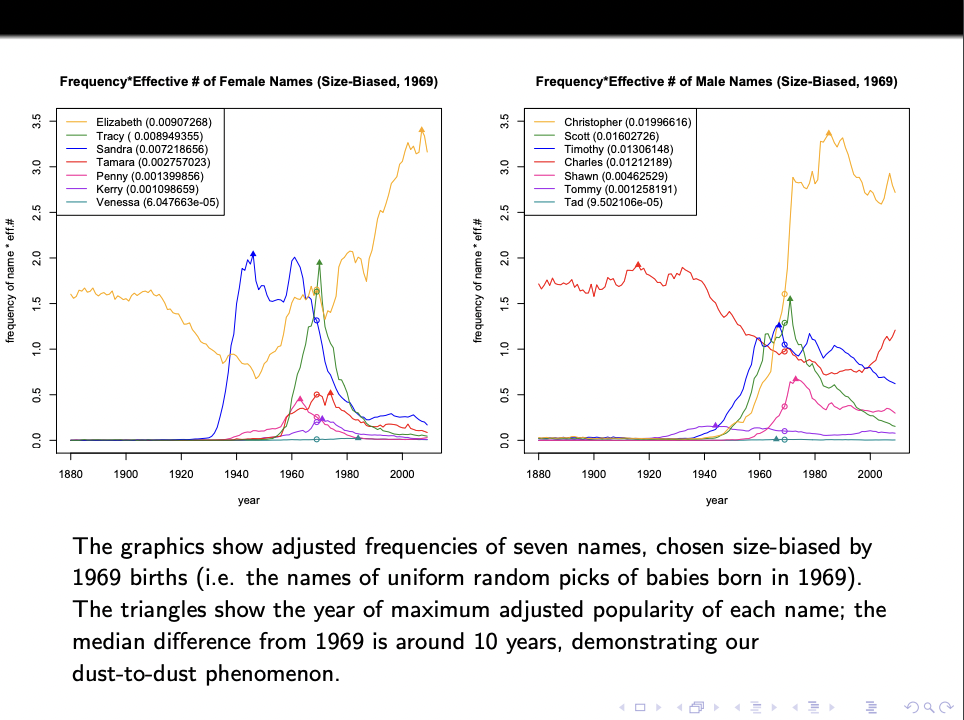 Frequency*Effective # of Female Names (Size-Biased, 1969)
frequency of name * eff.#
3.5
3.0
2.5
2.0
1.5
1.0
0.5
0.0
Elizabeth (0.00907268)
Tracy ( 0.008949355)
Sandra (0.007218656)
Tamara (0.002757023)
Penny (0.001399856)
Kerry (0.001098659)
Venessa (6.047663e-05)
1880 1900 1920 1940 1960 1980 2000
year
Frequency*Effective # of Male Names (Size-Biased, 1969)
frequency of name * eff.#
3.5
3.0
2.5
2.0
1.5
1.0
0.5
0.0
Christopher (0.01996616)
Scott (0.01602726)
Timothy (0.01306148)
Charles (0.01212189)
Shawn (0.00462529)
Tommy (0.001258191)
Tad (9.502106e-05)
1880 1900 1920 1940 1960 1980 2000
year
The graphics show adjusted frequencies of seven names, chosen size-biased by
1969 births (i.e. the names of uniform random picks of babies born in 1969).
The triangles show the year of maximum adjusted popularity of each name; the
median difference from 1969 is around 10 years, demonstrating our
dust-to-dust phenomenon.